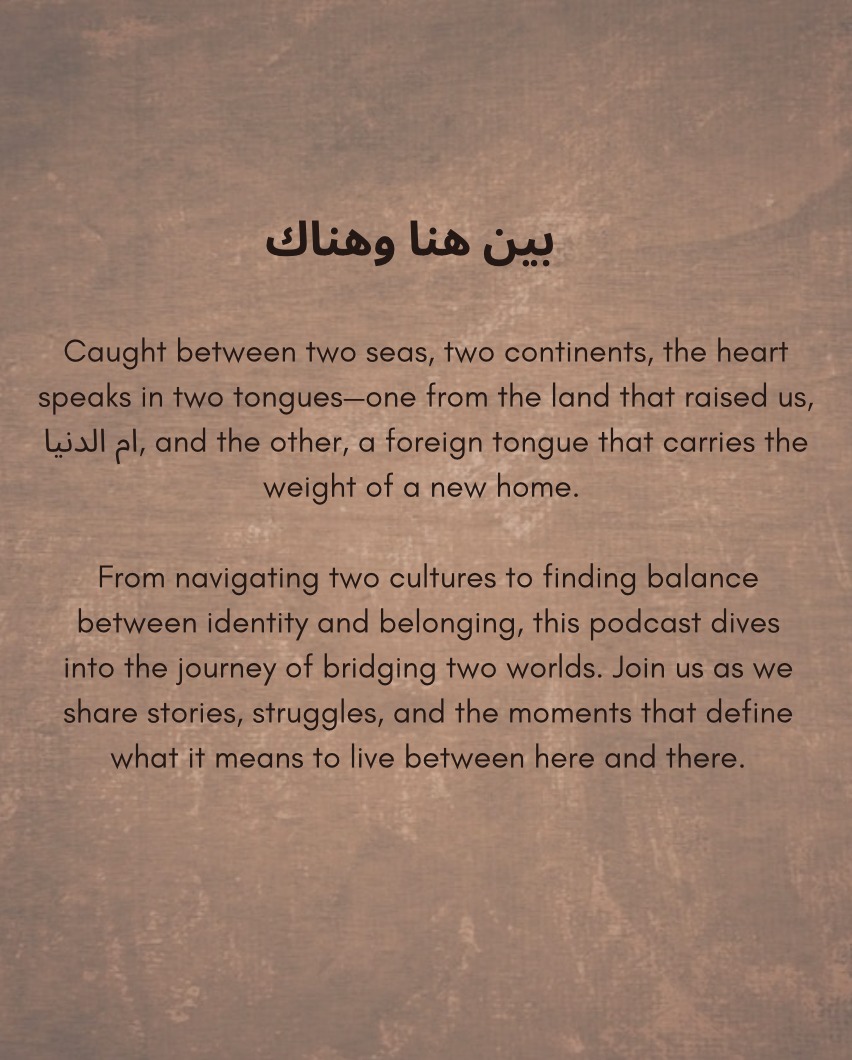 بين هنا وهناك
Caught between two seas, two continents, the heart
speaks in two tongues—one from the land that raised us,
ام الدنيا, and the other, a foreign tongue that carries the
weight of a new home.
From navigating two cultures to finding balance
between identity and belonging, this podcast dives
into the journey of bridging two worlds. Join us as we
share stories, struggles, and the moments that define
what it means to live between here and there.